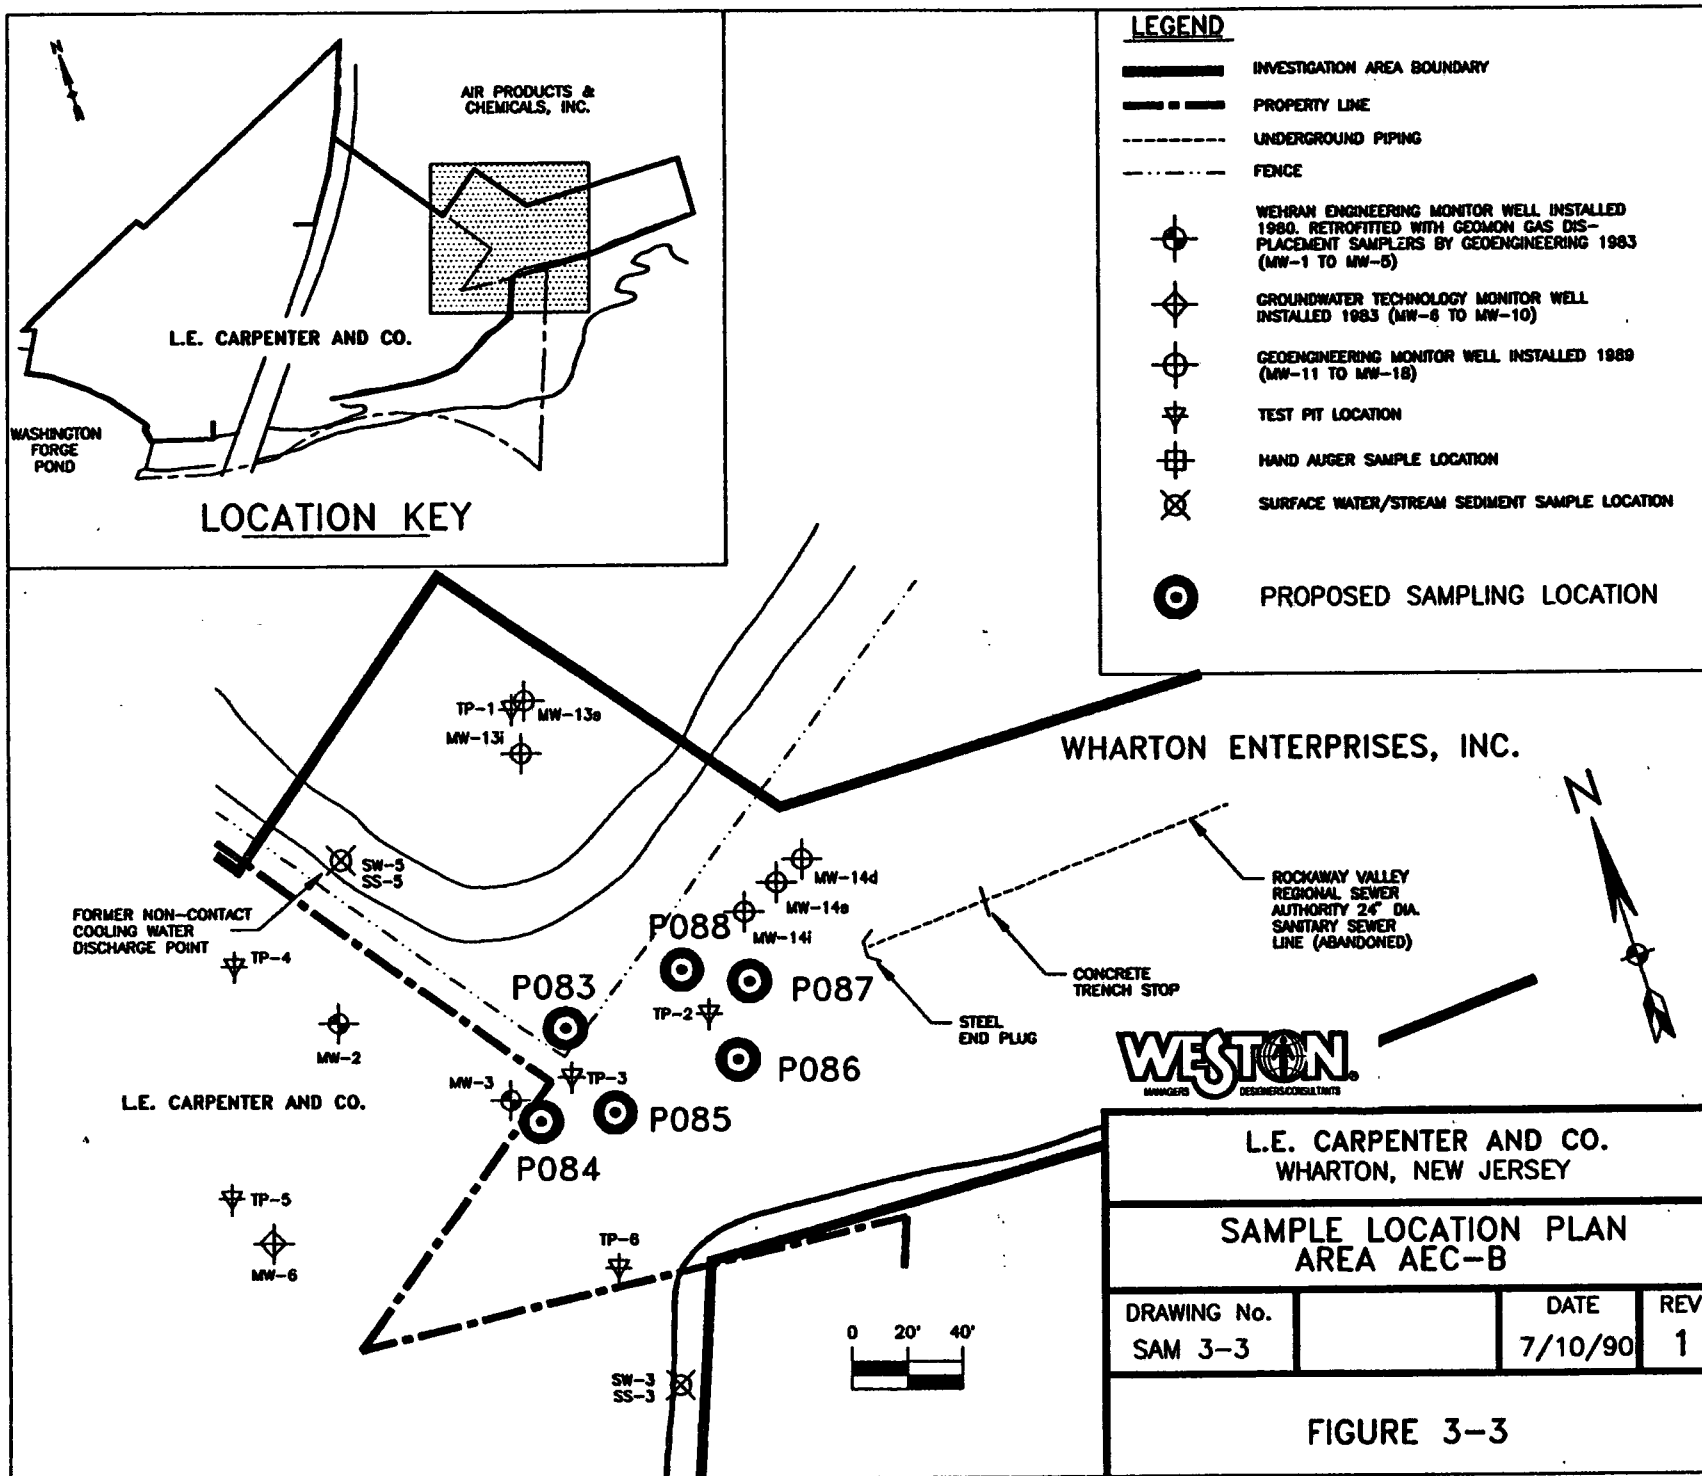 N
AIR PRODUCTS &
CHEMICALS, INC.
L.E. CARPENTER AND CO.
WASHINGTON
FORGE
POND
LOCATION KEY
LEGEND
INVESTIGATION AREA BOUNDARY
PROPERTY LINE
UNDERGROUND PIPING
FENCE
WEHRAN ENGINEERING MONITOR WELL INSTALLED
1980. RETROFITTED WITH GEOMON GAS DIS-
PLACEMENT SAMPLERS BY GEOENGINEERING 1983
(MW-1 TO MW-5)
GROUNDWATER TECHNOLOGY MONITOR WELL
INSTALLED 1983 (MW-6 TO MW-10)
GEOENGINEERING MONITOR WELL INSTALLED 1989
(MW-11 TO MW-18)
TEST PIT LOCATION
HAND AUGER SAMPLE LOCATION
SURFACE WATER/STREAM SEDIMENT SAMPLE LOCATION
PROPOSED SAMPLING LOCATION
TP-1
MW-13s
MW-13i
WHARTON ENTERPRISES, INC.
N
SW-5
SS-5
FORMER NON-CONTACT
COOLING WATER
DISCHARGE POINT
TP-4
MW-2
MW-14d
MW-14s
MW-14i
P088
P083
P087
TP-2
P086
MW-3
TP-3
P085
P084
ROCKAWAY VALLEY
REGIONAL SEWER
AUTHORITY 24" DIA.
SANITARY SEWER
LINE (ABANDONED)
CONCRETE
TRENCH STOP
STEEL
END PLUG
L.E. CARPENTER AND CO.
TP-5
MW-6
TP-6
SW-3
SS-3
0 20' 40'
WESTON®
MANAGERS DESIGNERS/CONSULTANTS
L.E. CARPENTER AND CO.
WHARTON, NEW JERSEY
SAMPLE LOCATION PLAN
AREA AEC-B
DRAWING No.
SAM 3-3
DATE
7/10/90
REV
1
FIGURE 3-3